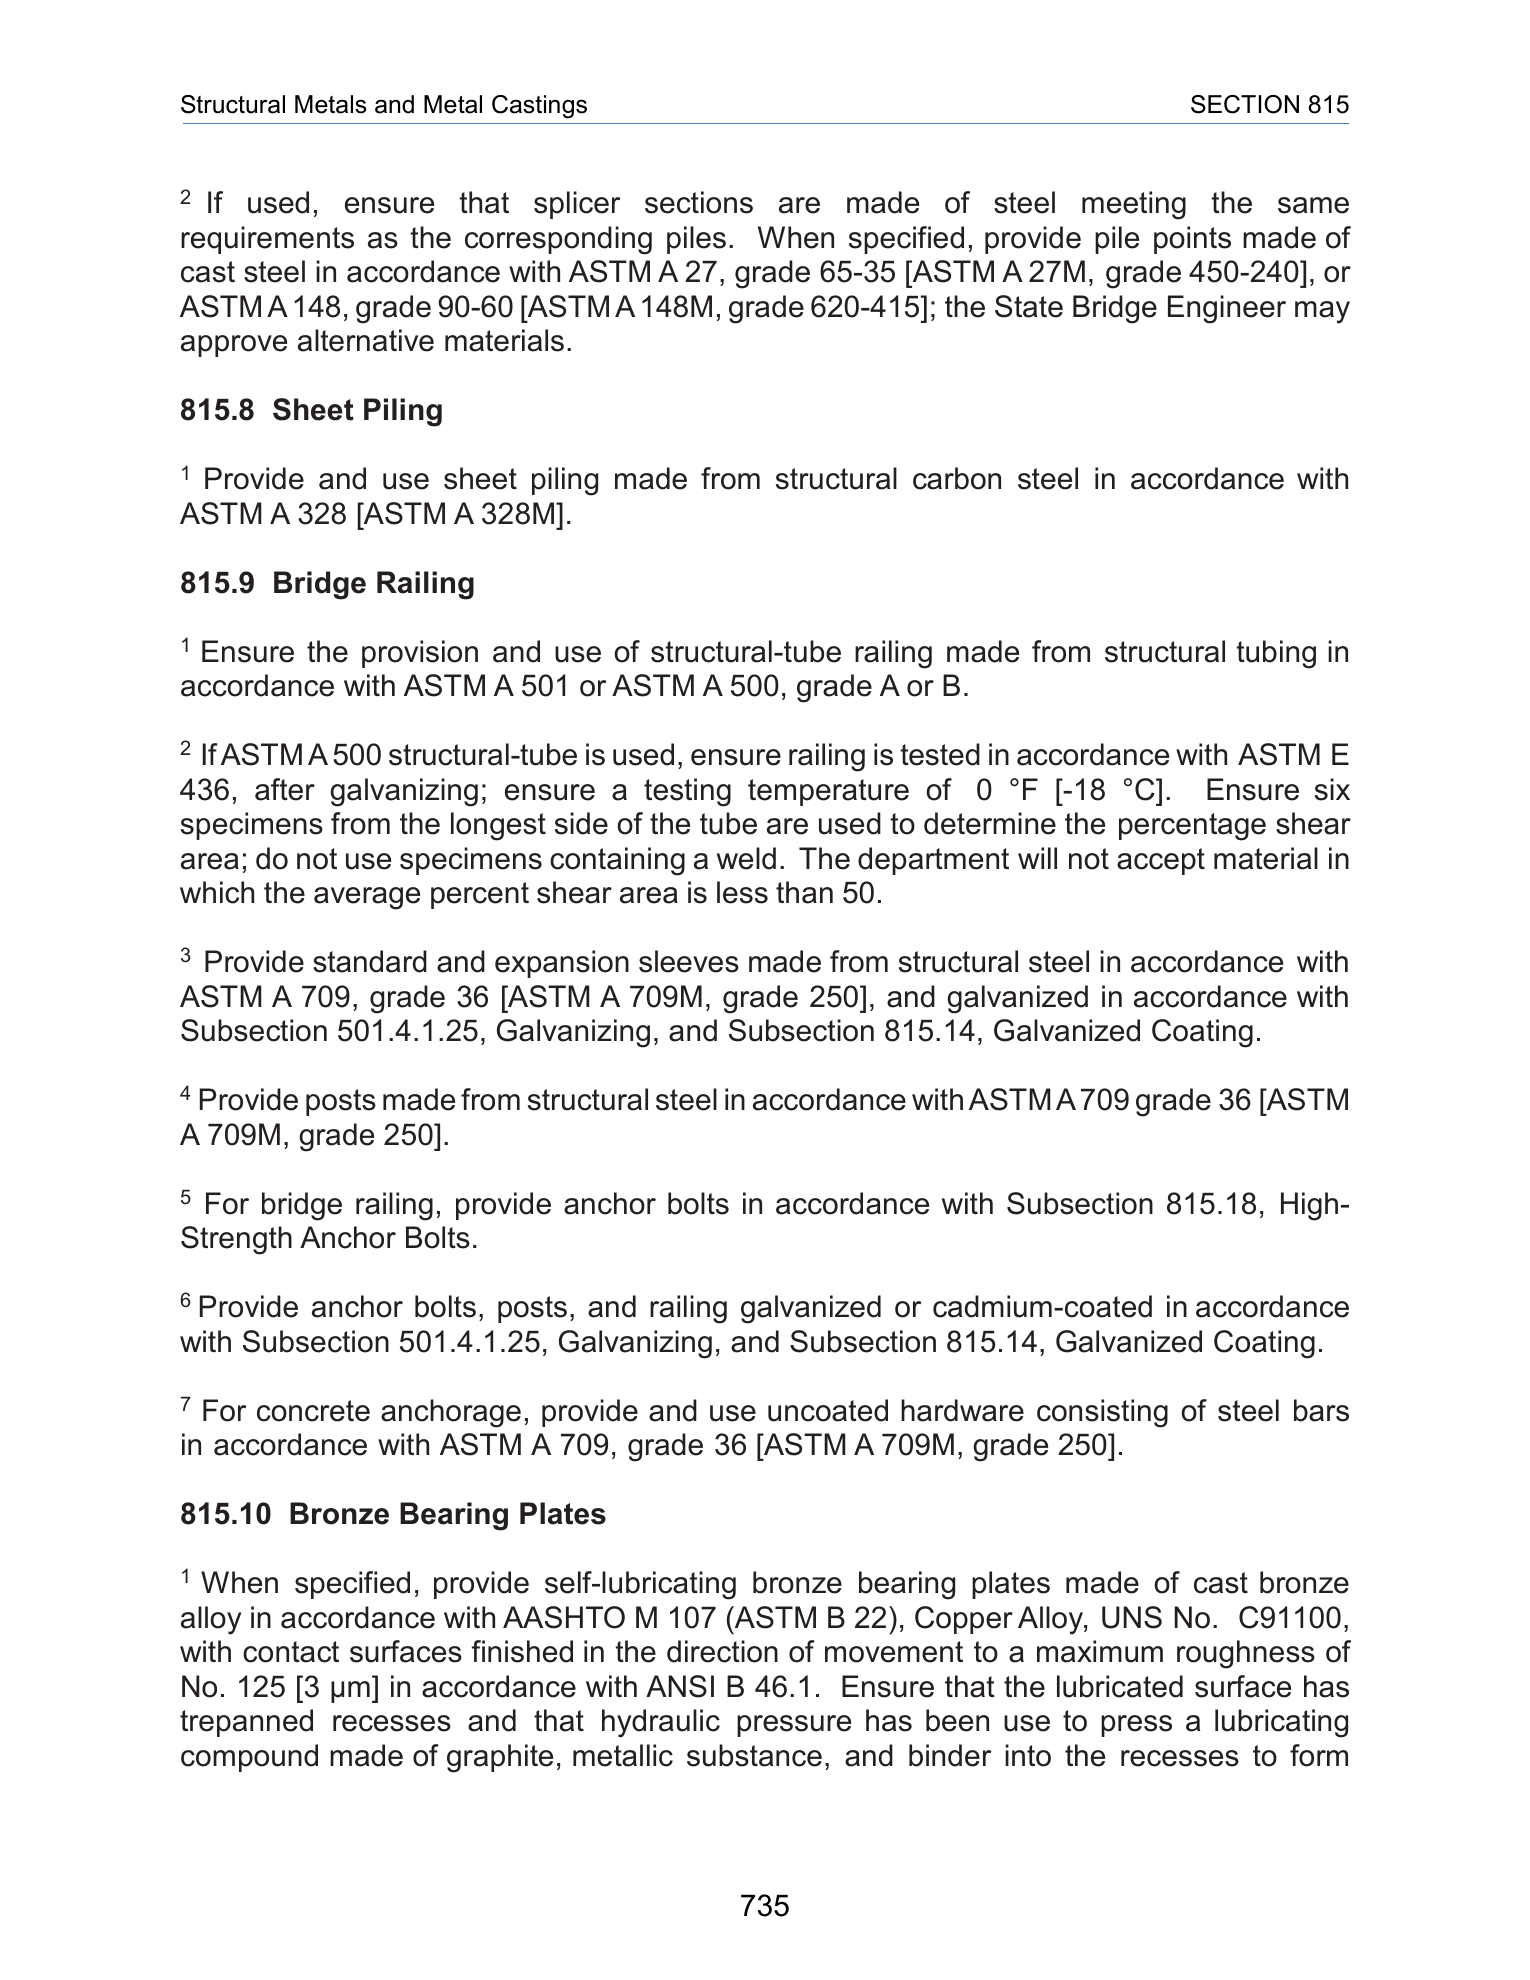 Structural Metals and Metal Castings SECTION 815
2 If used, ensure that splicer sections are made of steel meeting the same
requirements as the corresponding piles. When specified, provide pile points made of
cast steel in accordance with ASTM A 27, grade 65-35 [ASTM A 27M, grade 450-240], or
ASTM A 148, grade 90-60 [ASTM A 148M, grade 620-415]; the State Bridge Engineer may
approve alternative materials.
815.8 Sheet Piling
1 Provide and use sheet piling made from structural carbon steel in accordance with
ASTM A 328 [ASTM A 328M].
815.9 Bridge Railing
1 Ensure the provision and use of structural-tube railing made from structural tubing in
accordance with ASTM A 501 or ASTM A 500, grade A or B.
2 If ASTM A 500 structural-tube is used, ensure railing is tested in accordance with ASTM E
436, after galvanizing; ensure a testing temperature of 0 °F [-18 °C]. Ensure six
specimens from the longest side of the tube are used to determine the percentage shear
area; do not use specimens containing a weld. The department will not accept material in
which the average percent shear area is less than 50.
3 Provide standard and expansion sleeves made from structural steel in accordance with
ASTM A 709, grade 36 [ASTM A 709M, grade 250], and galvanized in accordance with
Subsection 501.4.1.25, Galvanizing, and Subsection 815.14, Galvanized Coating.
4 Provide posts made from structural steel in accordance with ASTM A 709 grade 36 [ASTM
A 709M, grade 250].
5 For bridge railing, provide anchor bolts in accordance with Subsection 815.18, High-
Strength Anchor Bolts.
6 Provide anchor bolts, posts, and railing galvanized or cadmium-coated in accordance
with Subsection 501.4.1.25, Galvanizing, and Subsection 815.14, Galvanized Coating.
7 For concrete anchorage, provide and use uncoated hardware consisting of steel bars
in accordance with ASTM A 709, grade 36 [ASTM A 709M, grade 250].
815.10 Bronze Bearing Plates
1 When specified, provide self-lubricating bronze bearing plates made of cast bronze
alloy in accordance with AASHTO M 107 (ASTM B 22), Copper Alloy, UNS No. C91100,
with contact surfaces finished in the direction of movement to a maximum roughness of
No. 125 [3 μm] in accordance with ANSI B 46.1. Ensure that the lubricated surface has
trepanned recesses and that hydraulic pressure has been use to press a lubricating
compound made of graphite, metallic substance, and binder into the recesses to form
735